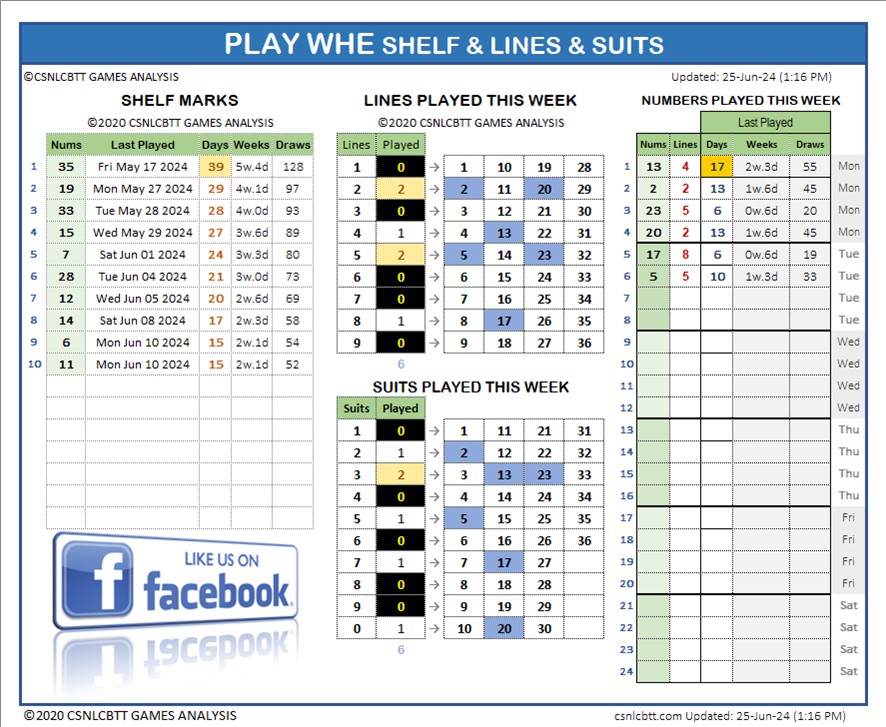 PLAY WHE SHELF & LINES & SUITS
©CSNLCBTT GAMES ANALYSIS
Updated: 25-Jun-24 (1:16 PM)
SHELF MARKS
©2020 CSNLCBTT GAMES ANALYSIS
Nums Last Played Days Weeks Draws
1 35 Fri May 17 2024 39 5w.4d 128
2 19 Mon May 27 2024 29 4w.1d 97
3 33 Tue May 28 2024 28 4w.0d 93
4 15 Wed May 29 2024 27 3w.6d 89
5 7 Sat Jun 01 2024 24 3w.3d 80
6 28 Tue Jun 04 2024 21 3w.0d 73
7 12 Wed Jun 05 2024 20 2w.6d 69
8 14 Sat Jun 08 2024 17 2w.3d 58
9 6 Mon Jun 10 2024 15 2w.1d 54
10 11 Mon Jun 10 2024 15 2w.1d 52
LIKE US ON
facebook
LINES PLAYED THIS WEEK
©2020 CSNLCBTT GAMES ANALYSIS
Lines Played
1 0 → 1 10 19 28
2 2 → 2 11 20 29
3 0 → 3 12 21 30
4 1 → 4 13 22 31
5 2 → 5 14 23 32
6 0 → 6 15 24 33
7 0 → 7 16 25 34
8 1 → 8 17 26 35
9 0 → 9 18 27 36
6
SUITS PLAYED THIS WEEK
Suits Played
1 0 → 1 11 21 31
2 1 → 2 12 22 32
3 2 → 3 13 23 33
4 0 → 4 14 24 34
5 1 → 5 15 25 35
6 0 → 6 16 26 36
7 1 → 7 17 27
8 0 → 8 18 28
9 0 → 9 19 29
0 1 → 10 20 30
6
NUMBERS PLAYED THIS WEEK
Last Played
Nums Lines Days Weeks Draws
1 13 4 17 2w.3d 55 Mon
2 2 2 13 1w.6d 45 Mon
3 23 5 6 0w.6d 20 Mon
4 20 2 13 1w.6d 45 Mon
5 17 8 6 0w.6d 19 Tue
6 5 5 10 1w.3d 33 Tue
7 Tue
8 Tue
9 Wed
10 Wed
11 Wed
12 Wed
13 Thu
14 Thu
15 Thu
16 Thu
17 Fri
18 Fri
19 Fri
20 Fri
21 Sat
22 Sat
23 Sat
24 Sat
©2020 CSNLCBTT GAMES ANALYSIS
csnlcbtt.com Updated: 25-Jun-24 (1:16 PM)